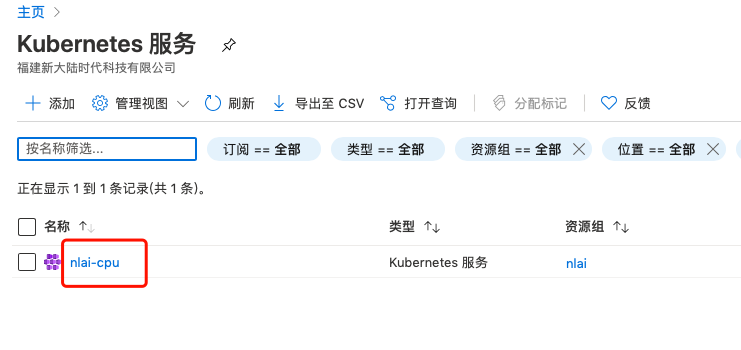 主页
Kubernetes 服务
福建新大陆时代科技有限公司
添加 管理视图 刷新 导出至 CSV 打开查询 分配标记 反馈
按名称筛选... 订阅 == 全部 类型 == 全部 资源组 == 全部 位置 == 全部
正在显示 1 到 1 条记录(共 1 条)。
名称 类型 资源组
nlai-cpu Kubernetes 服务 nlai